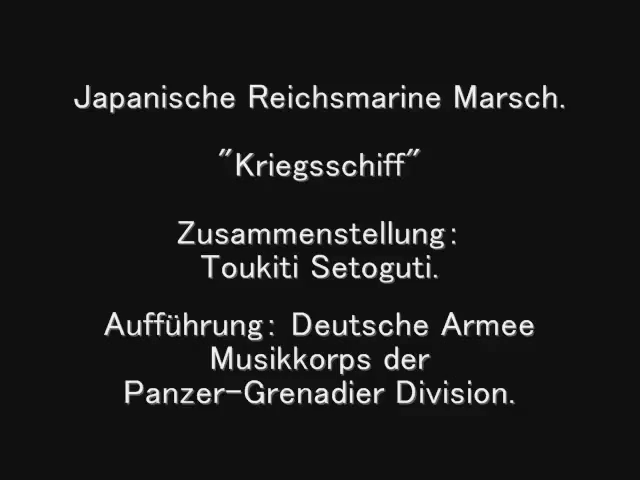 Japanische Reichsmarine Marsch.
"Kriegsschiff"
Zusammenstellung:
Toukiti Setoguti.
Aufführung: Deutsche Armee
Musikkorps der
Panzer-Grenadier Division.